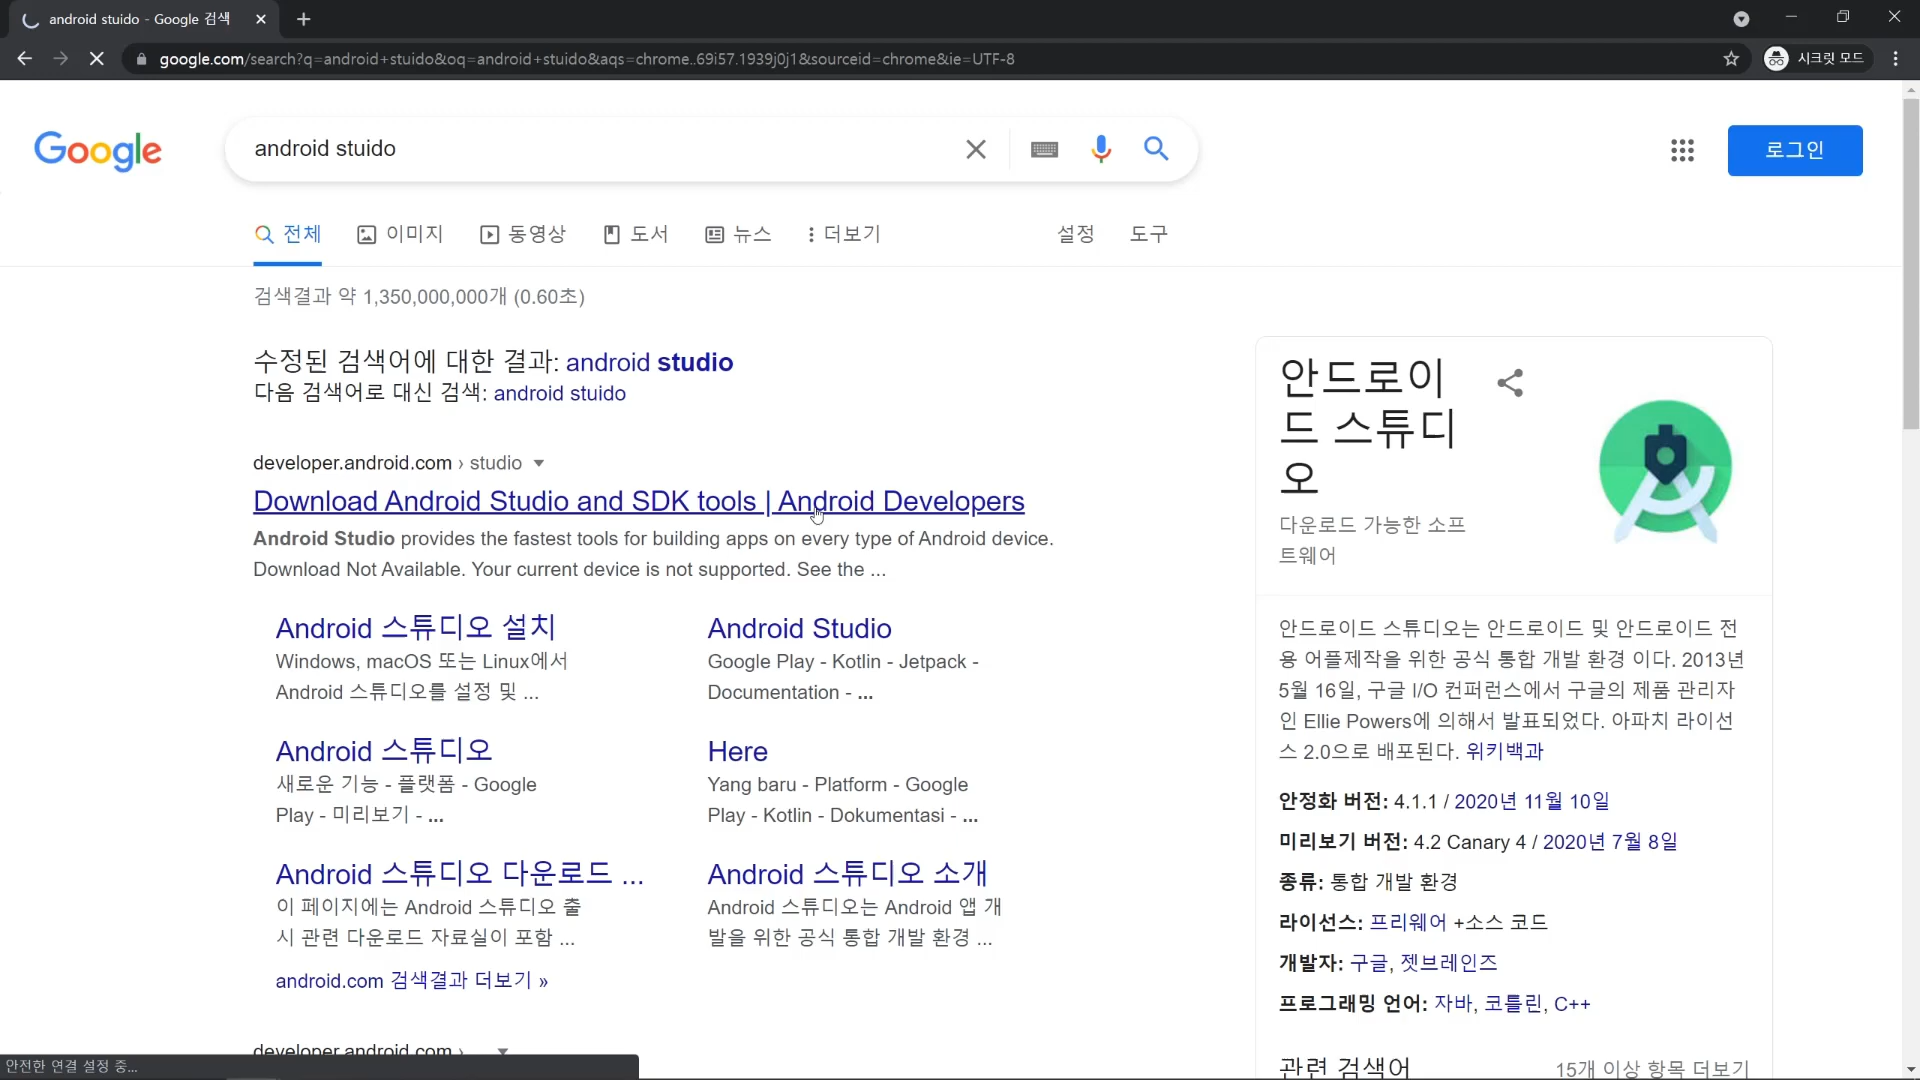 android stuido - Google 검색
google.com/search?q=android+stuido&oq=android+stuido&aqs=chrome..69i57.1939j0j1&sourceid=chrome&ie=UTF-8
시크릿 모드
Google
android stuido
로그인
전체
이미지
동영상
도서
뉴스
더보기
설정
도구
검색결과 약 1,350,000,000개 (0.60초)
수정된 검색어에 대한 결과: android studio
다음 검색어로 대신 검색: android stuido
developer.android.com › studio
Download Android Studio and SDK tools | Android Developers
Android Studio provides the fastest tools for building apps on every type of Android device.
Download Not Available. Your current device is not supported. See the ...
Android 스튜디오 설치
Windows, macOS 또는 Linux에서
Android 스튜디오를 설정 및 ...
Android Studio
Google Play - Kotlin - Jetpack -
Documentation - ...
Android 스튜디오
새로운 기능 - 플랫폼 - Google
Play - 미리보기 - ...
Here
Yang baru - Platform - Google
Play - Kotlin - Dokumentasi - ...
Android 스튜디오 다운로드 ...
이 페이지에는 Android 스튜디오 출
시 관련 다운로드 자료실이 포함 ...
Android 스튜디오 소개
Android 스튜디오는 Android 앱 개
발을 위한 공식 통합 개발 환경 ...
android.com 검색결과 더보기 »
developer.android.com ›
안전한 연결 설정 중...
안드로이
드 스튜디
오
다운로드 가능한 소프
트웨어
안드로이드 스튜디오는 안드로이드 및 안드로이드 전
용 어플제작을 위한 공식 통합 개발 환경 이다. 2013년
5월 16일, 구글 I/O 컨퍼런스에서 구글의 제품 관리자
인 Ellie Powers에 의해서 발표되었다. 아파치 라이선
스 2.0으로 배포된다. 위키백과
안정화 버전: 4.1.1 / 2020년 11월 10일
미리보기 버전: 4.2 Canary 4 / 2020년 7월 8일
종류: 통합 개발 환경
라이선스: 프리웨어 +소스 코드
개발자: 구글, 젯브레인즈
프로그래밍 언어: 자바, 코틀린, C++
관련 검색어
15개 이상 항목 더보기